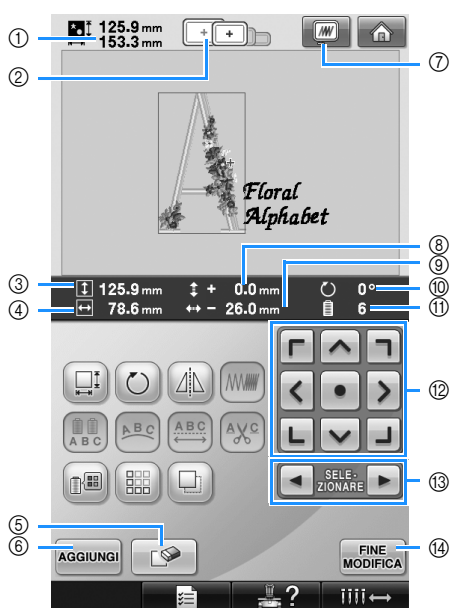 ① 125.9 mm
153.3 mm
②
⑦
Floral
Alphabet
⑧
⑨
③ 125.9 mm + 0.0 mm 0° ⑩
④ 78.6 mm − 26.0 mm 6 ⑪
⑫
A B C A B C A B C A B C
SELE-
ZIONARE ⑬
⑤
⑥ AGGIUNGI
FINE
MODIFICA ⑭
?